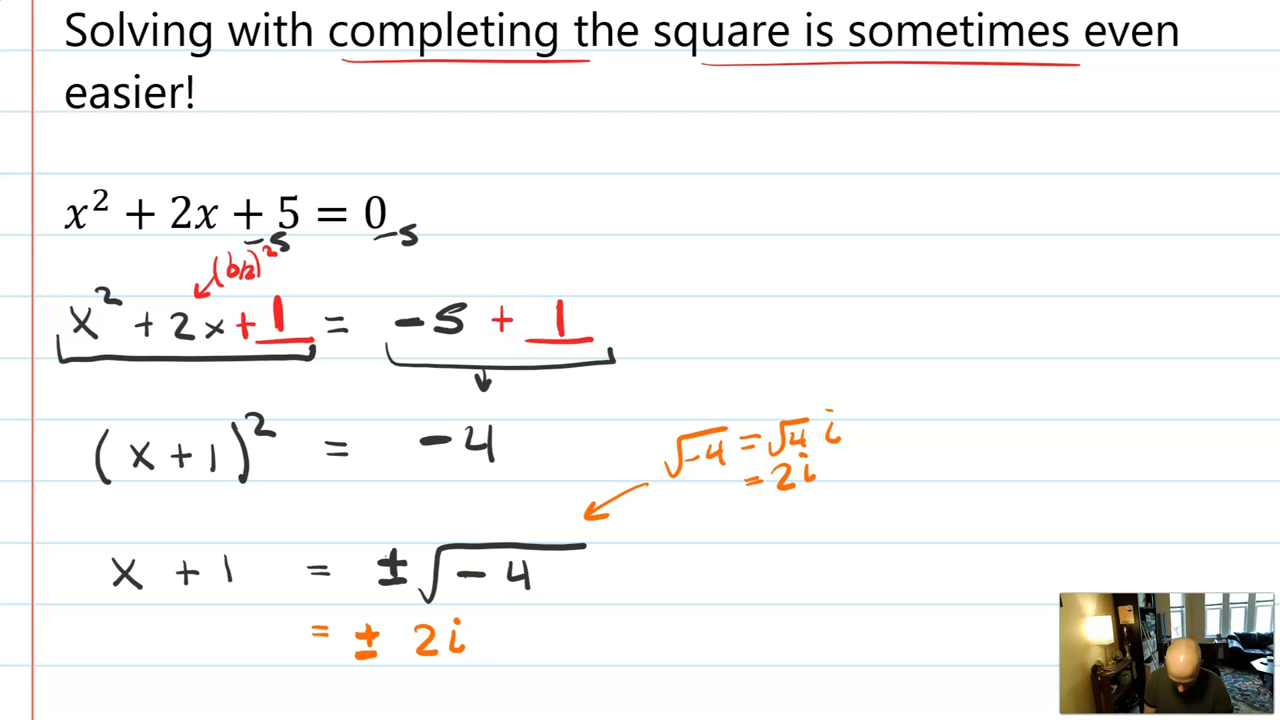 Solving with completing the square is sometimes even
easier!
x² + 2x + 5 = 0
−5 −5
(b/2)²
x² + 2x + 1 = −5 + 1
(x + 1)² = −4
√−4 = √4 i
= 2i
x + 1 = ± √−4
= ± 2i